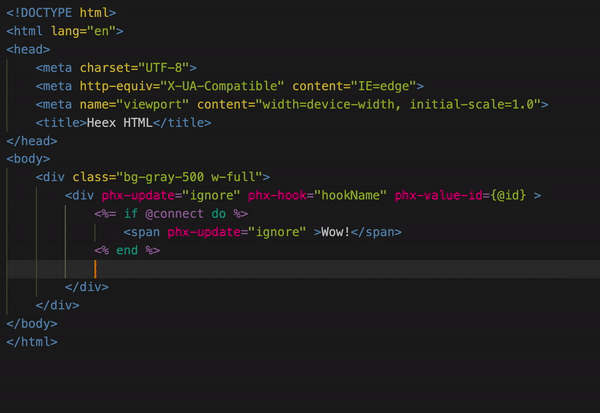 <!DOCTYPE html>
<html lang="en">
<head>
    <meta charset="UTF-8">
    <meta http-equiv="X-UA-Compatible" content="IE=edge">
    <meta name="viewport" content="width=device-width, initial-scale=1.0">
    <title>Heex HTML</title>
</head>
<body>
    <div class="bg-gray-500 w-full">
        <div phx-update="ignore" phx-hook="hookName" phx-value-id={@id} >
            <%= if @connect do %>
                <span phx-update="ignore" >Wow!</span>
            <% end %>
        </div>
    </div>
</body>
</html>